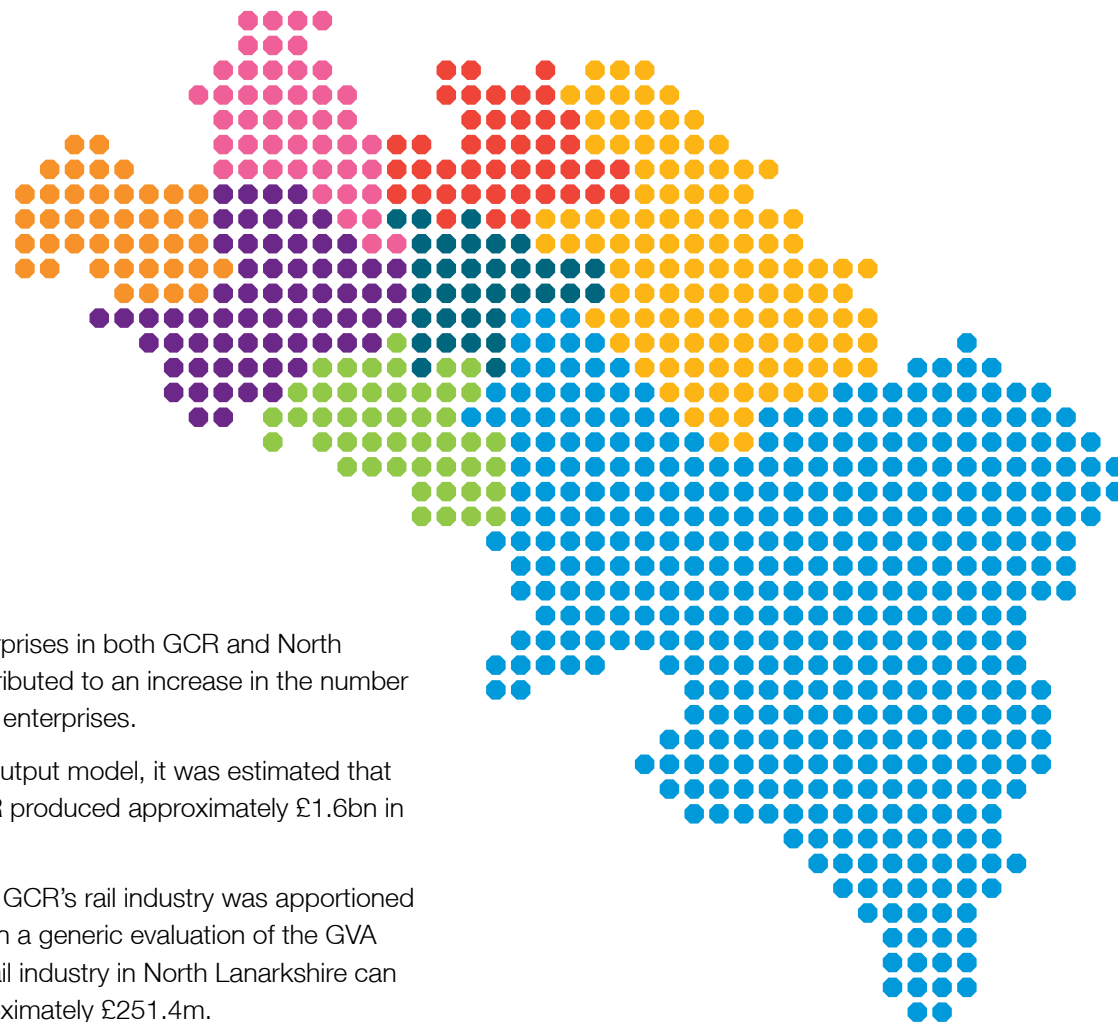 rprises in both GCR and North
ributed to an increase in the number
enterprises.
utput model, it was estimated that
R produced approximately £1.6bn in
GCR’s rail industry was apportioned
n a generic evaluation of the GVA
ail industry in North Lanarkshire can
oximately £251.4m.